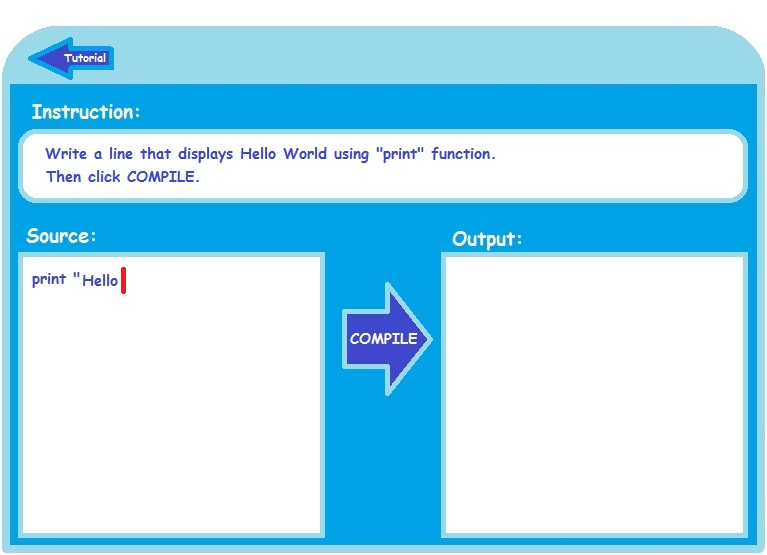 Tutorial
Instruction:
Write a line that displays Hello World using "print" function.
Then click COMPILE.
Source:
Output:
print "Hello
COMPILE